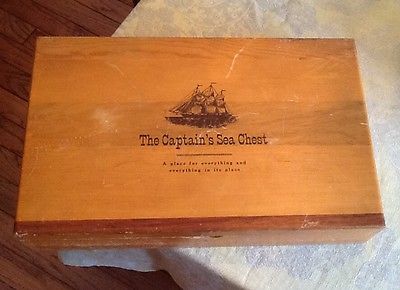 The Captain's Sea Chest
A place for everything and
everything in its place